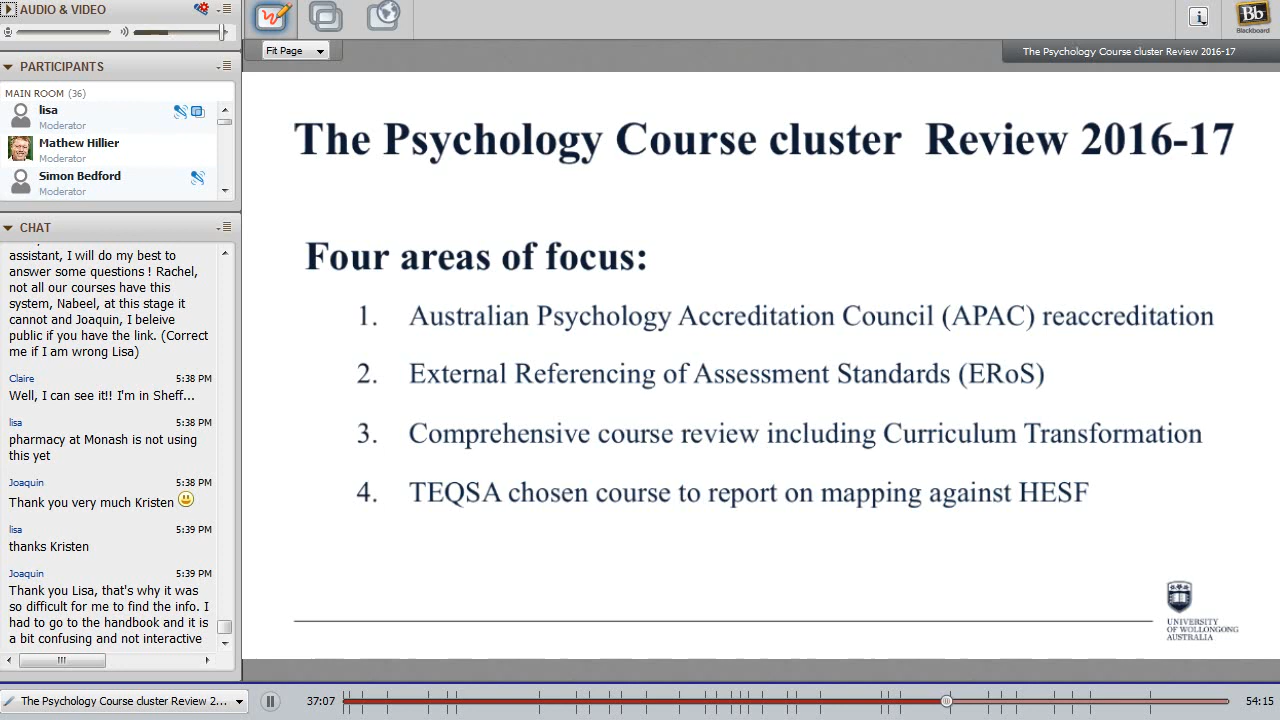 AUDIO & VIDEO
PARTICIPANTS
MAIN ROOM (36)
lisa
Moderator
Mathew Hillier
Moderator
Simon Bedford
Moderator
CHAT
assistant, I will do my best to
answer some questions ! Rachel,
not all our courses have this
system, Nabeel, at this stage it
cannot and Joaquin, I beleive
public if you have the link. (Correct
me if I am wrong Lisa)
Claire 5:38 PM
Well, I can see it!! I'm in Sheff...
lisa 5:38 PM
pharmacy at Monash is not using
this yet
Joaquin 5:38 PM
Thank you very much Kristen
lisa 5:39 PM
thanks Kristen
Joaquin 5:39 PM
Thank you Lisa, that's why it was
so difficult for me to find the info. I
had to go to the handbook and it is
a bit confusing and not interactive
Bb
Blackboard
Fit Page
The Psychology Course cluster Review 2016-17
The Psychology Course cluster Review 2016-17
Four areas of focus:
1. Australian Psychology Accreditation Council (APAC) reaccreditation
2. External Referencing of Assessment Standards (ERoS)
3. Comprehensive course review including Curriculum Transformation
4. TEQSA chosen course to report on mapping against HESF
UNIVERSITY
OF WOLLONGONG
AUSTRALIA
The Psychology Course cluster Review 2...
37:07
54:15